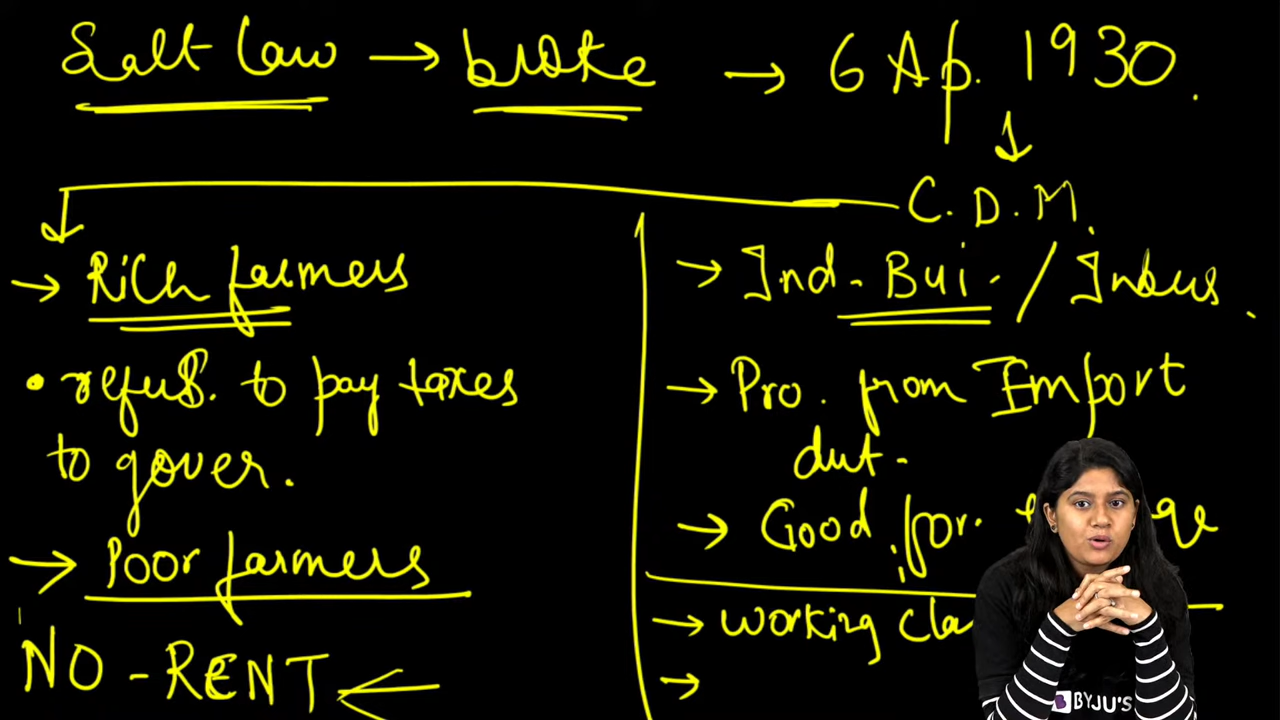 Salt law → broke → 6 Ap. 1930.
↓
C.D.M.
→ Rich farmers
• refus. to pay taxes
to gover.
→ Poor farmers
NO - RENT
→ Ind. Bui. / Indus.
→ Pro. from Import
dut.
→ Good for.
→ working cla
→
BYJU'S